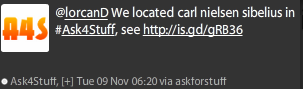 A4S
@lorcanD We located carl nielsen sibelius in
#Ask4Stuff, see http://is.gd/gRB36
Ask4Stuff, [+] Tue 09 Nov 06:20 via askforstuff